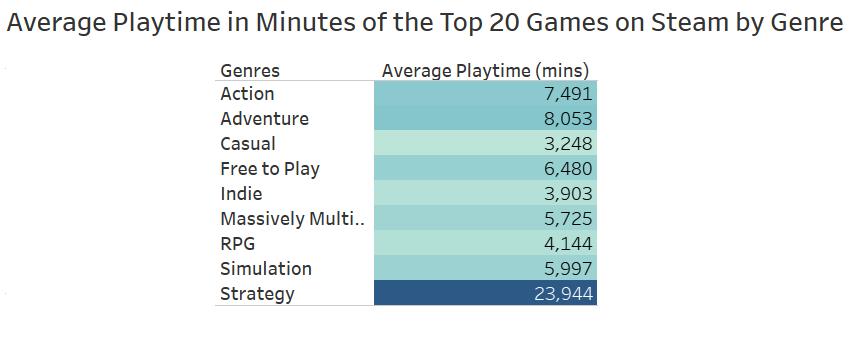 Average Playtime in Minutes of the Top 20 Games on Steam by Genre
Genres Average Playtime (mins)
Action 7,491
Adventure 8,053
Casual 3,248
Free to Play 6,480
Indie 3,903
Massively Multi.. 5,725
RPG 4,144
Simulation 5,997
Strategy 23,944